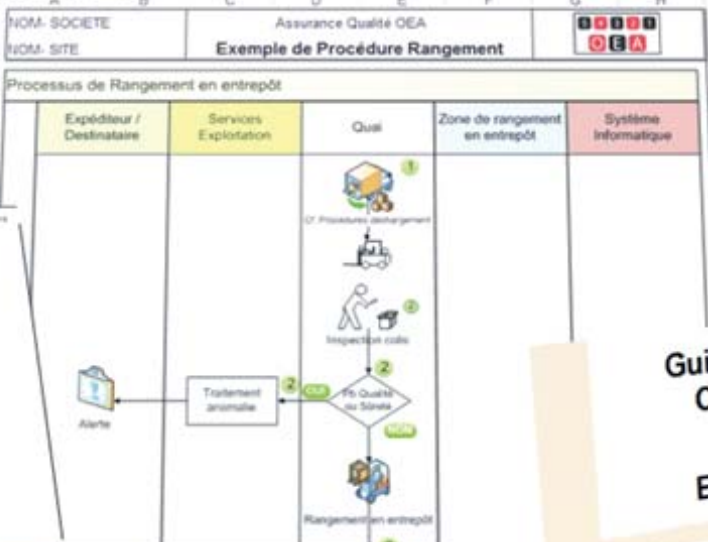 NOM- SOCIETE
NOM- SITE
Assurance Qualité OEA
Exemple de Procédure Rangement
OEA
Processus de Rangement en entrepôt
Expéditeur /
Destinataire
Services
Exploitation
Quai
Zone de rangement
en entrepôt
Système
Informatique
1
Cf. Procédures déchargement
2
Inspection colis
2
Pb Qualité
ou Sûreté
OUI
2
Traitement
anomalie
Alerte
NON
Rangement en entrepôt
Gui